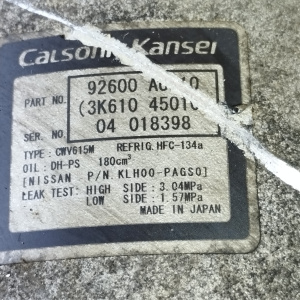 CALSONIC Kansei
PART NO. 92600
(3K610 45010
SER. NO. 04 018398
TYPE: CWV615M REFRIG. HFC-134a
OIL: DH-PS 180cm³
[NISSAN P/N. KLH00-PAGS0]
LEAK TEST: HIGH SIDE: 3.04MPa
LOW SIDE: 1.57MPa
MADE IN JAPAN